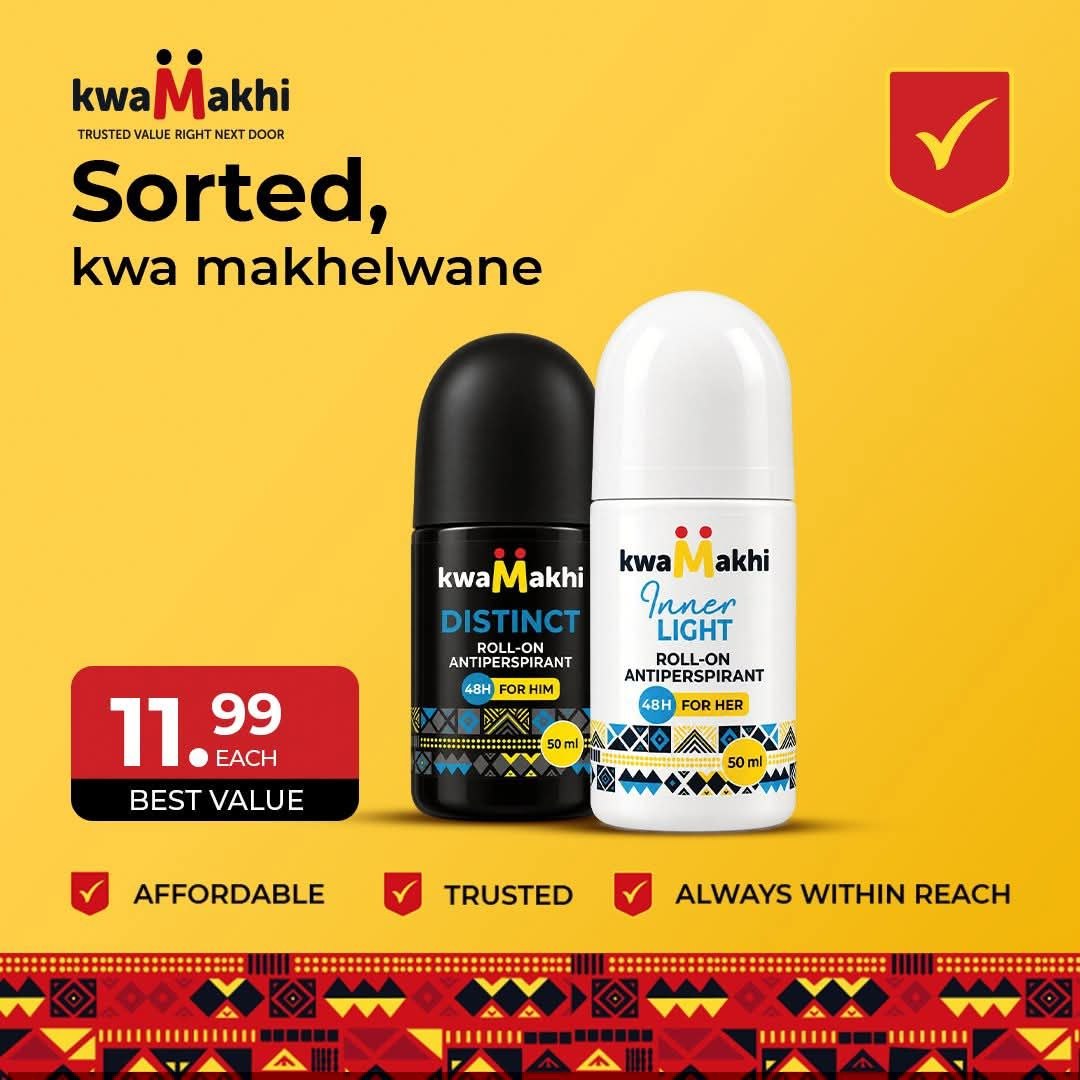 kwaMakhi
TRUSTED VALUE RIGHT NEXT DOOR
Sorted,
kwa makhelwane
kwaMakhi
DISTINCT
ROLL-ON
ANTIPERSPIRANT
48H FOR HIM
50 ml
kwaMakhi
Inner
LIGHT
ROLL-ON
ANTIPERSPIRANT
48H FOR HER
50 ml
11.99
EACH
BEST VALUE
AFFORDABLE
TRUSTED
ALWAYS WITHIN REACH